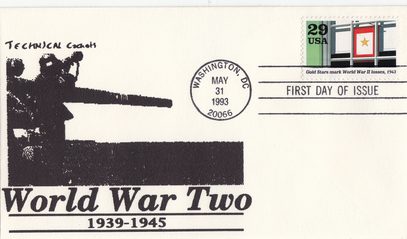 TECHNICAL
29
USA
Gold Stars mark World War II losses, 1943
WASHINGTON, DC
MAY
31
1993
20066
FIRST DAY OF ISSUE
World War Two
1939-1945